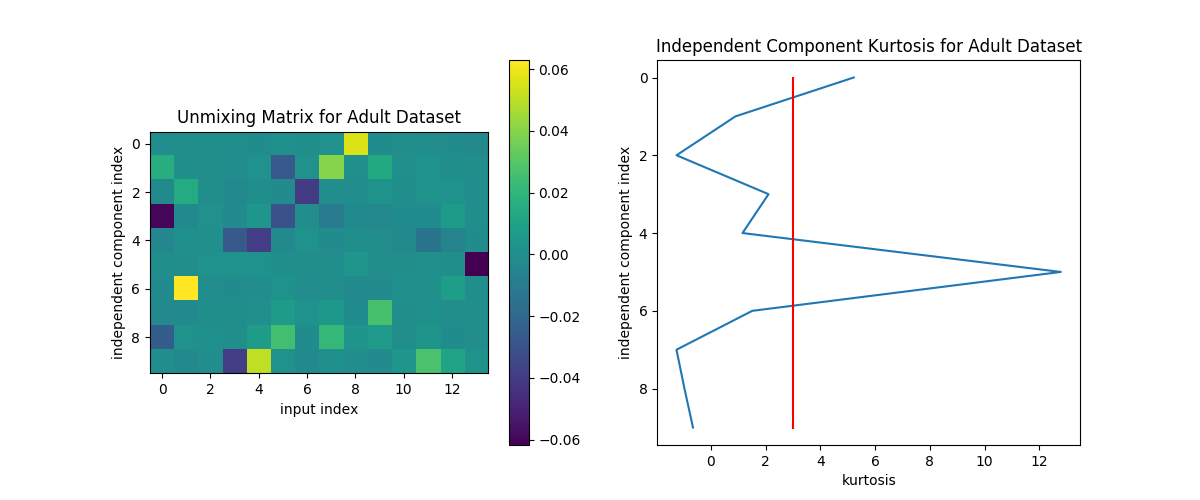 Unmixing Matrix for Adult Dataset
independent component index
0
2
4
6
8
0 2 4 6 8 10 12
input index
0.06
0.04
0.02
0.00
−0.02
−0.04
−0.06
Independent Component Kurtosis for Adult Dataset
independent component index
0
2
4
6
8
0 2 4 6 8 10 12
kurtosis